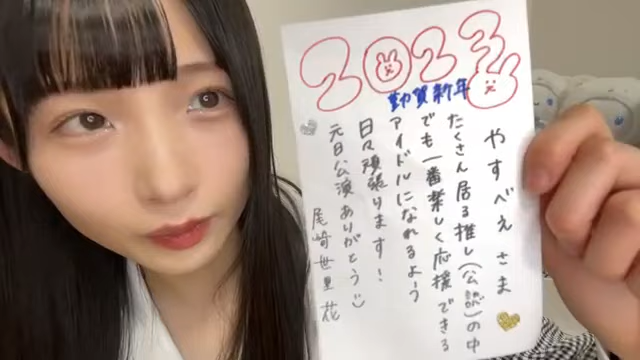 2023
勤賀新年
やすべえさま
たくさん居る推し(公認)の中
でも一番楽しく応援できる
アイドルになれるよう
日々頑張ります！
元日公演ありがとう
尾崎世里花